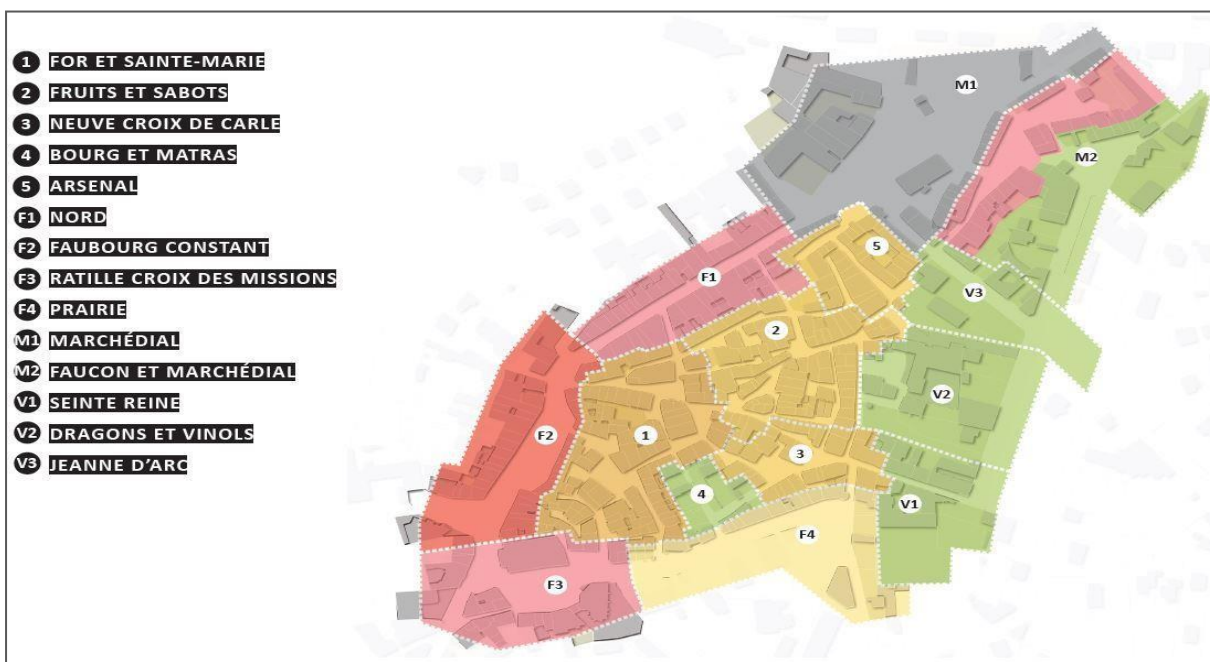 1 FOR ET SAINTE-MARIE
2 FRUITS ET SABOTS
3 NEUVE CROIX DE CARLE
4 BOURG ET MATRAS
5 ARSENAL
F1 NORD
F2 FAUBOURG CONSTANT
F3 RATILLE CROIX DES MISSIONS
F4 PRAIRIE
M1 MARCHÉDIAL
M2 FAUCON ET MARCHÉDIAL
V1 SEINTE REINE
V2 DRAGONS ET VINOLS
V3 JEANNE D'ARC
M1
M2
5
V3
F1
2
V2
F2
1
3
4
V1
F4
F3